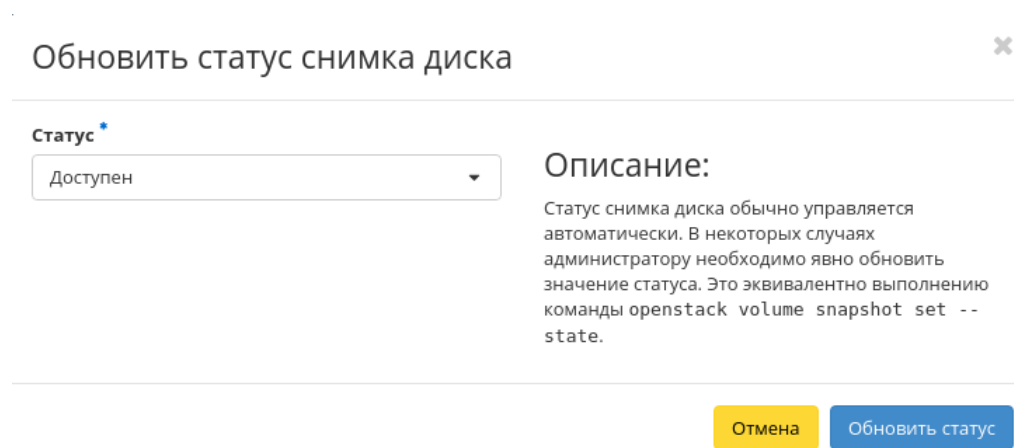 Обновить статус снимка диска
Статус *
Доступен
Описание:
Статус снимка диска обычно управляется
автоматически. В некоторых случаях
администратору необходимо явно обновить
значение статуса. Это эквивалентно выполнению
команды openstack volume snapshot set --
state.
Отмена
Обновить статус